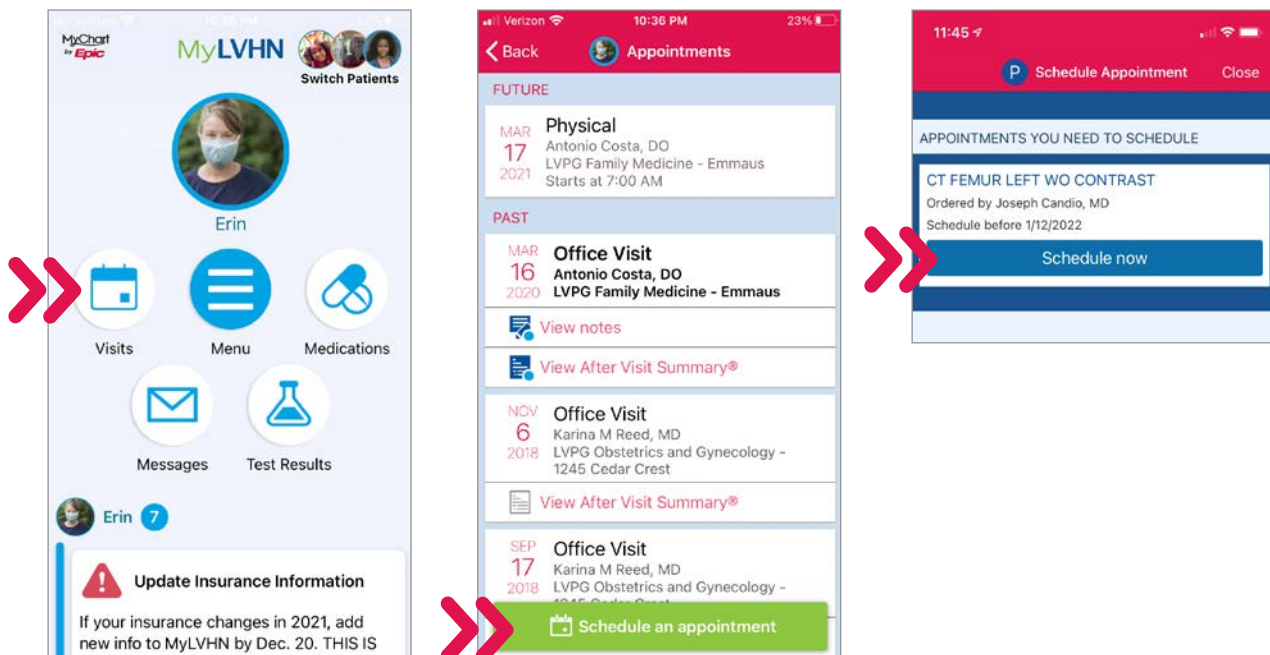 MyChart
by Epic
MyLVHN
Switch Patients
Erin
Visits
Menu
Medications
Messages
Test Results
Erin 7
Update Insurance Information
If your insurance changes in 2021, add
new info to MyLVHN by Dec. 20. THIS IS
Verizon 10:36 PM 23%
Back
Appointments
FUTURE
MAR
17
2021
Physical
Antonio Costa, DO
LVPG Family Medicine - Emmaus
Starts at 7:00 AM
PAST
MAR
16
2020
Office Visit
Antonio Costa, DO
LVPG Family Medicine - Emmaus
View notes
View After Visit Summary®
NOV
6
2018
Office Visit
Karina M Reed, MD
LVPG Obstetrics and Gynecology -
1245 Cedar Crest
View After Visit Summary®
SEP
17
2018
Office Visit
Karina M Reed, MD
LVPG Obstetrics and Gynecology -
Schedule an appointment
11:45
P Schedule Appointment Close
APPOINTMENTS YOU NEED TO SCHEDULE
CT FEMUR LEFT WO CONTRAST
Ordered by Joseph Candio, MD
Schedule before 1/12/2022
Schedule now